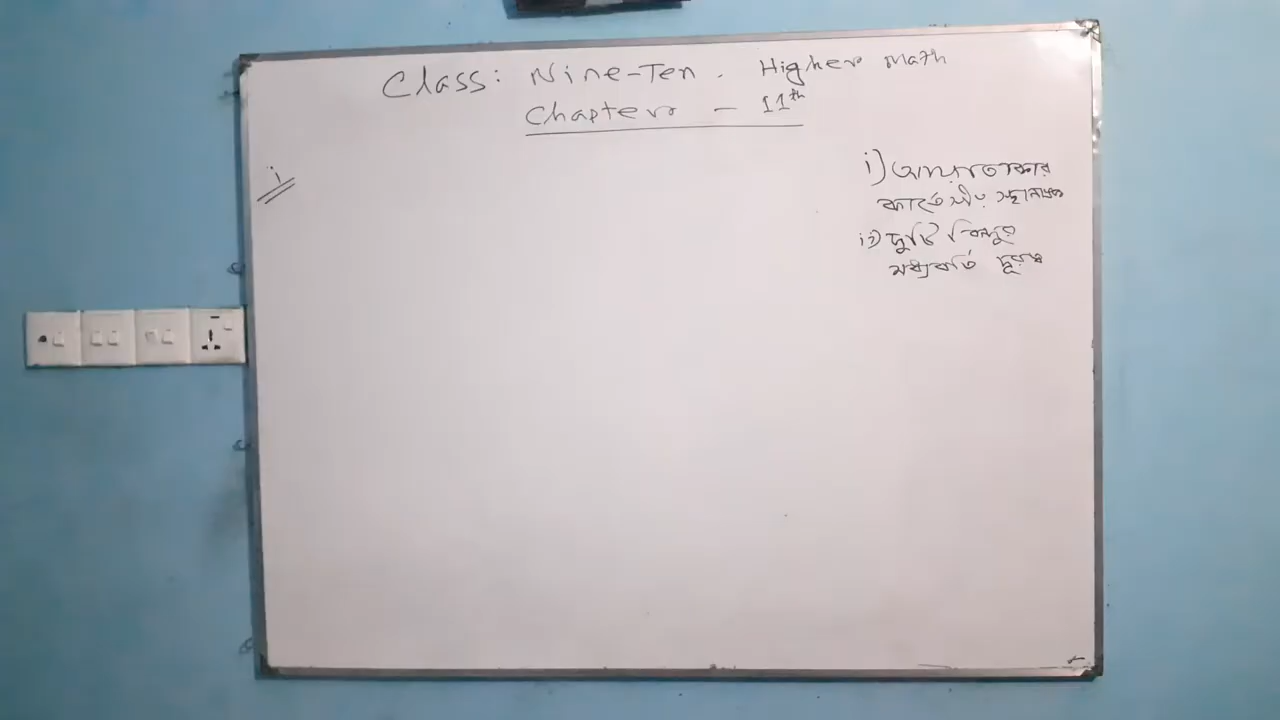 Class: Nine-Ten. Higher Math
Chapter - 11th
i
i) আয়তাকার
কার্তেসীয় স্থানাঙ্ক
ii) দুটি বিন্দুর
মধ্যবর্তি দূরত্ব